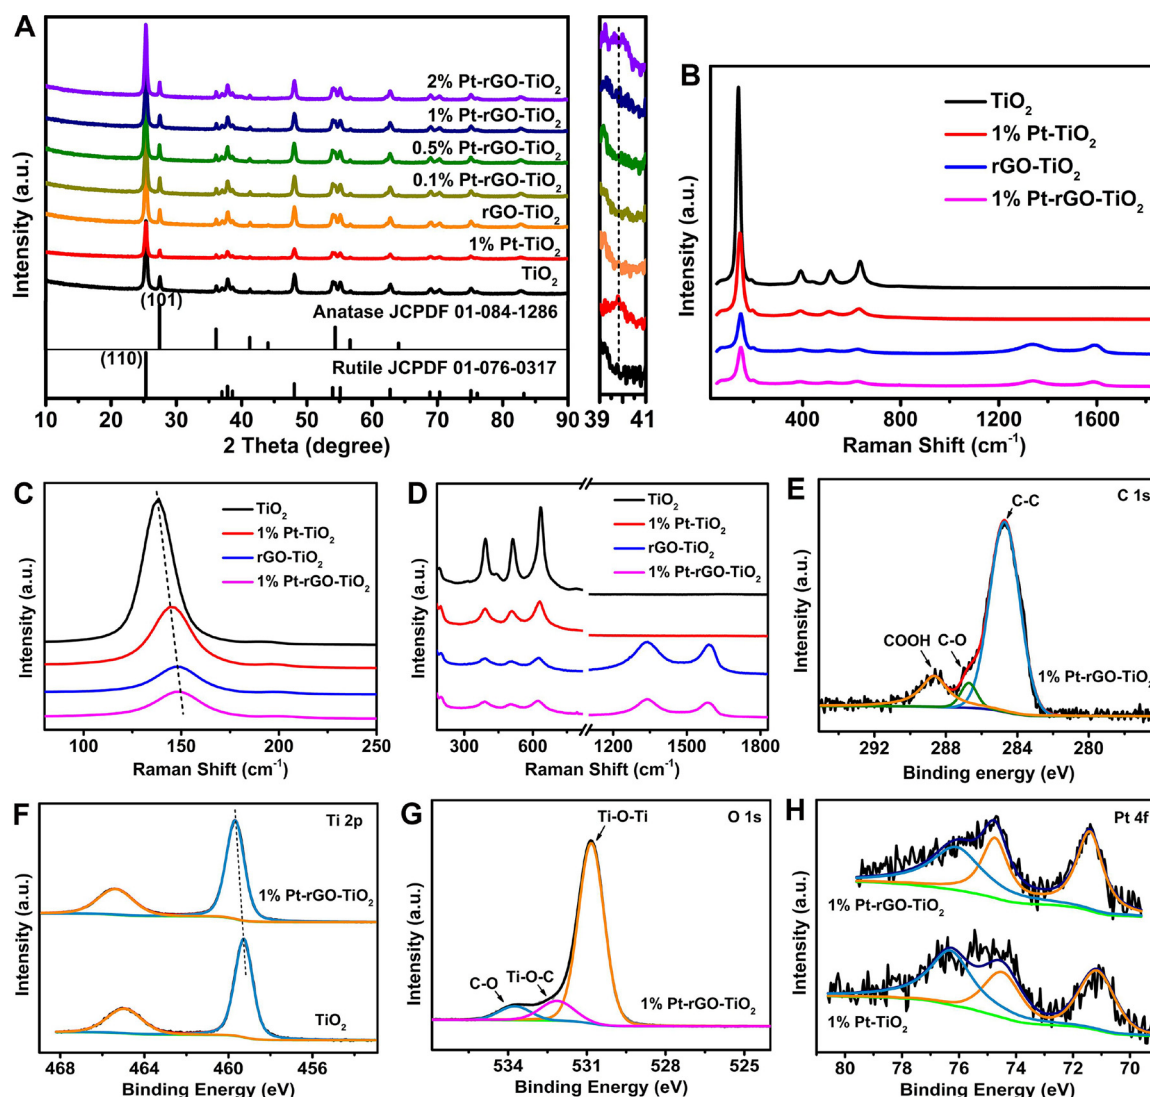 A
2% Pt-rGO-TiO2
1% Pt-rGO-TiO2
0.5% Pt-rGO-TiO2
0.1% Pt-rGO-TiO2
rGO-TiO2
1% Pt-TiO2
TiO2
(101)
Anatase JCPDF 01-084-1286
(110)
Rutile JCPDF 01-076-0317
10 20 30 40 50 60 70 80 90
39 41
2 Theta (degree)
Intensity (a.u.)
B
TiO2
1% Pt-TiO2
rGO-TiO2
1% Pt-rGO-TiO2
400 800 1200 1600
Raman Shift (cm-1)
Intensity (a.u.)
C
TiO2
1% Pt-TiO2
rGO-TiO2
1% Pt-rGO-TiO2
100 150 200 250
Raman Shift (cm-1)
Intensity (a.u.)
D
TiO2
1% Pt-TiO2
rGO-TiO2
1% Pt-rGO-TiO2
200 400 600 1200 1500 1800
Raman Shift (cm-1)
Intensity (a.u.)
E
C 1s
C-C
COOH
C-O
1% Pt-rGO-TiO2
292 288 284 280
Binding energy (eV)
Intensity (a.u.)
F
Ti 2p
1% Pt-rGO-TiO2
TiO2
468 464 460 456
Binding Energy (eV)
Intensity (a.u.)
G
O 1s
Ti-O-Ti
Ti-O-C
C-O
1% Pt-rGO-TiO2
534 531 528 525
Binding Energy (eV)
Intensity (a.u.)
H
Pt 4f
1% Pt-rGO-TiO2
1% Pt-TiO2
80 78 76 74 72 70
Binding Energy (eV)
Intensity (a.u.)